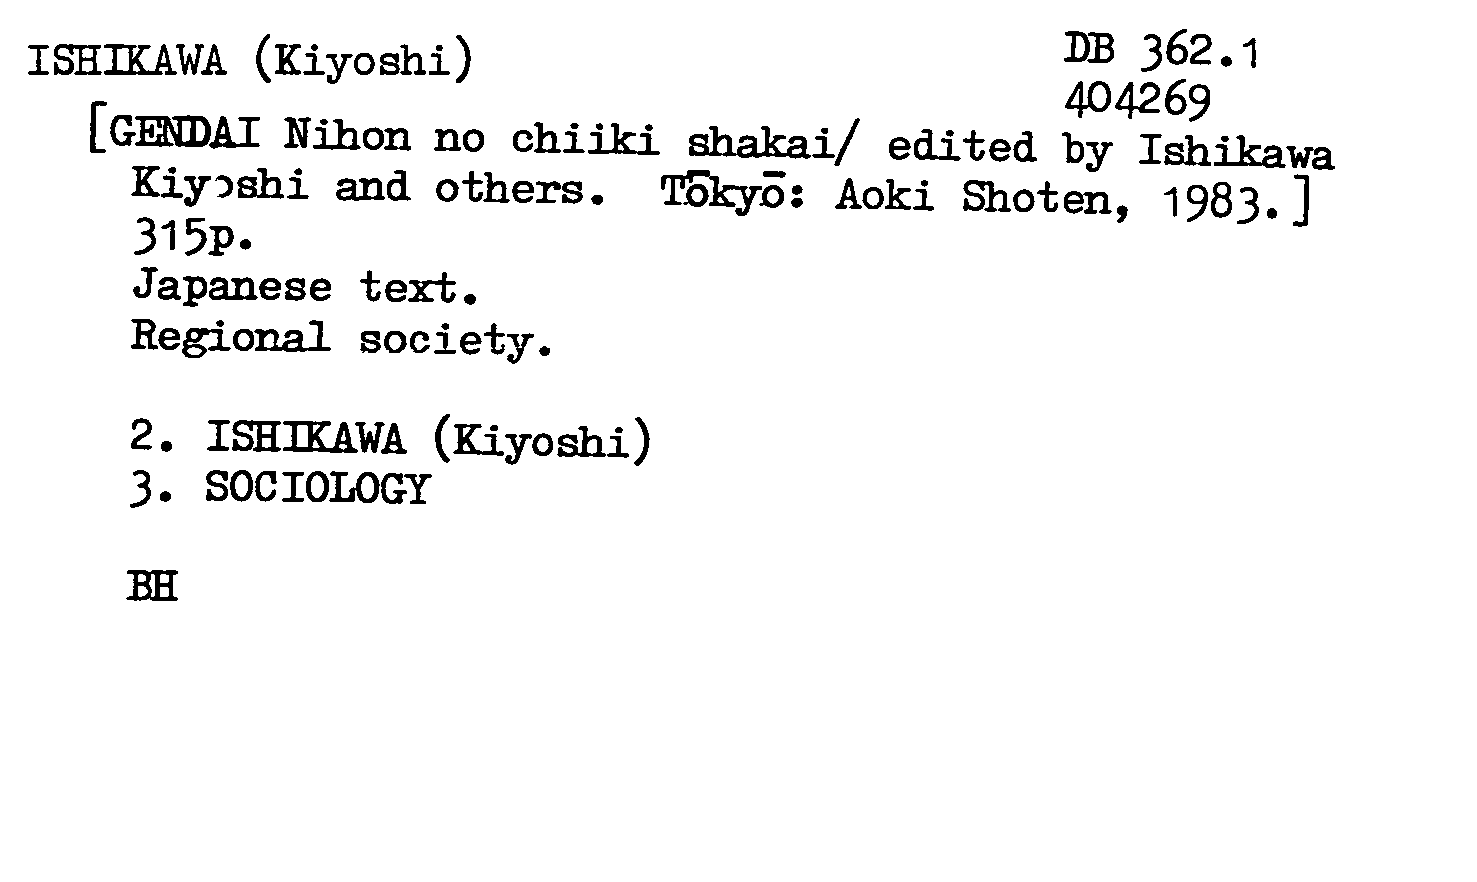 ISHIKAWA (Kiyoshi)
DB 362.1
404269
[GENDAI Nihon no chiiki shakai/ edited by Ishikawa
Kiyoshi and others. Tōkyō: Aoki Shoten, 1983.]
315p.
Japanese text.
Regional society.
2. ISHIKAWA (Kiyoshi)
3. SOCIOLOGY
BH